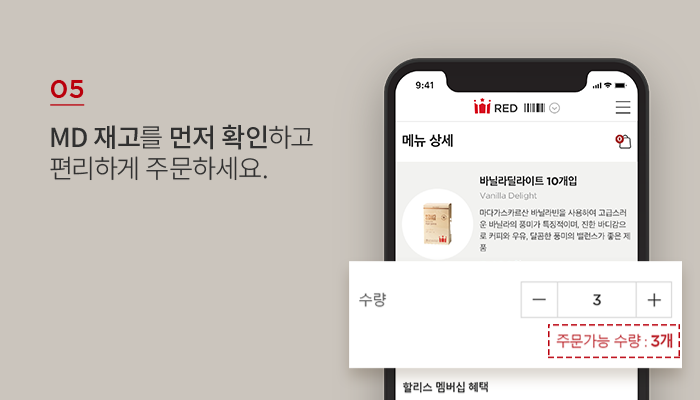 05
MD 재고를 먼저 확인하고
편리하게 주문하세요.
9:41
RED
메뉴 상세
0
바닐라딜라이트 10개입
Vanilla Delight
마다가스카르산 바닐라빈을 사용하여 고급스러
운 바닐라의 풍미가 특징적이며, 진한 바디감으
로 커피와 우유, 달콤한 풍미의 밸런스가 좋은 제
품
수량
3
주문가능 수량 : 3개
할리스 멤버십 혜택